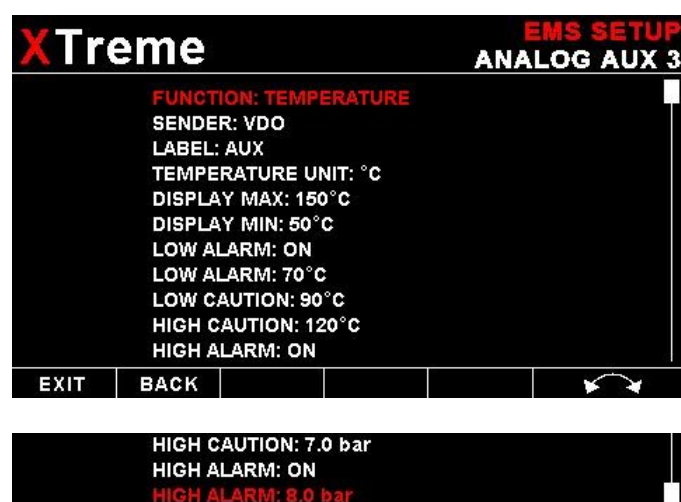 XTreme
EMS SETUP
ANALOG AUX 3
FUNCTION: TEMPERATURE
SENDER: VDO
LABEL: AUX
TEMPERATURE UNIT: °C
DISPLAY MAX: 150°C
DISPLAY MIN: 50°C
LOW ALARM: ON
LOW ALARM: 70°C
LOW CAUTION: 90°C
HIGH CAUTION: 120°C
HIGH ALARM: ON
EXIT BACK
HIGH CAUTION: 7.0 bar
HIGH ALARM: ON
HIGH ALARM: 8.0 bar